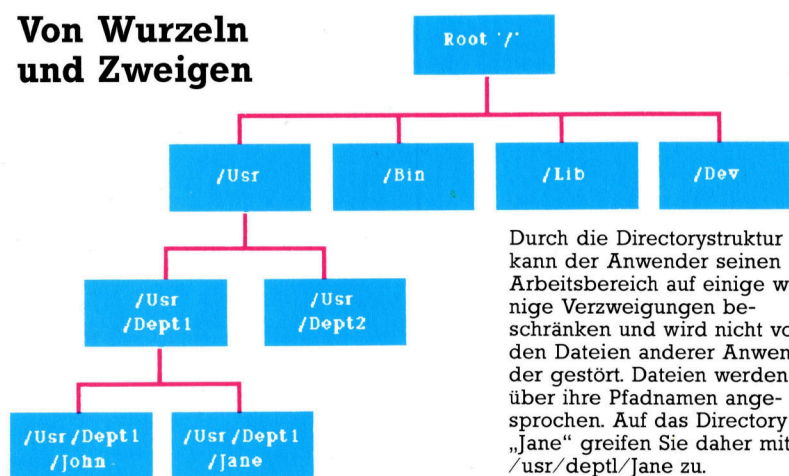 Von Wurzeln
und Zweigen
Root '/'
/Usr
/Bin
/Lib
/Dev
/Usr
/Dept1
/Usr
/Dept2
/Usr/Dept1
/John
/Usr/Dept1
/Jane
Durch die Directorystruktur
kann der Anwender seinen
Arbeitsbereich auf einige w
nige Verzweigungen be-
schränken und wird nicht vo
den Dateien anderer Anwen
der gestört. Dateien werden
über ihre Pfadnamen ange-
sprochen. Auf das Directory
„Jane“ greifen Sie daher mit
/usr/deptl/Jane zu.